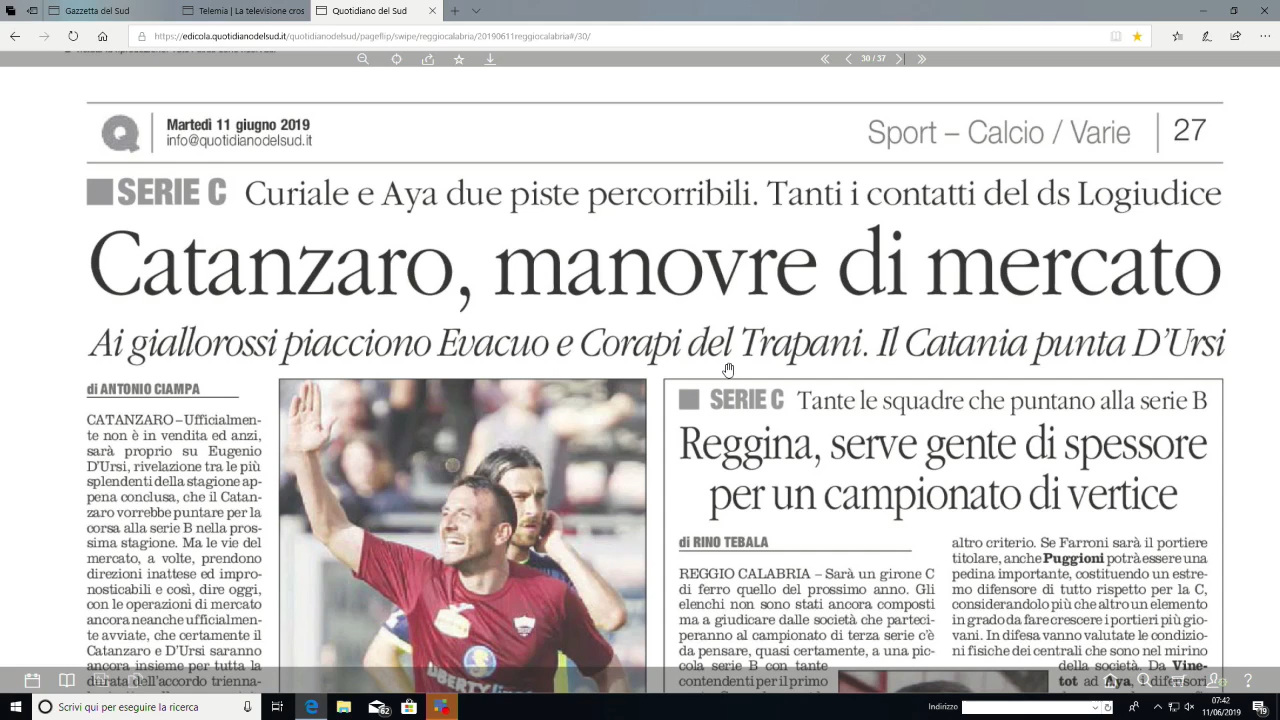 Quotidiano del Sud
Quotidiano del Sud
Quotidiano del Sud
https://edicola.quotidianodelsud.it/quotidianodelsud/pageflip/swipe/reggiocalabria/20190611reggiocalabria#/30/
30 / 37
Martedì 11 giugno 2019
info@quotidianodelsud.it
Sport – Calcio / Varie
27
SERIE C Curiale e Aya due piste percorribili. Tanti i contatti del ds Logiudice
Catanzaro, manovre di mercato
Ai giallorossi piacciono Evacuo e Corapi del Trapani. Il Catania punta D'Ursi
di ANTONIO CIAMPA
CATANZARO – Ufficialmen-
te non è in vendita ed anzi,
sarà proprio su Eugenio
D'Ursi, rivelazione tra le più
splendenti della stagione ap-
pena conclusa, che il Catan-
zaro vorrebbe puntare per la
corsa alla serie B nella pros-
sima stagione. Ma le vie del
mercato, a volte, prendono
direzioni inattese ed impro-
nosticabili e così, dire oggi,
con le operazioni di mercato
ancora neanche ufficialmen-
te avviate, che certamente il
Catanzaro e D'Ursi saranno
ancora insieme per tutta la
durata dell'accordo trienna-
LIBERTY LINES
SERIE C Tante le squadre che puntano alla serie B
Reggina, serve gente di spessore
per un campionato di vertice
di RINO TEBALA
REGGIO CALABRIA – Sarà un girone C
di ferro quello del prossimo anno. Gli
elenchi non sono stati ancora composti
ma a giudicare dalle società che parteci-
peranno al campionato di terza serie c'è
da pensare, quasi certamente, a una pic-
cola serie B con tante
contendenti per il primo
altro criterio. Se Farroni sarà il portiere
titolare, anche Puggioni potrà essere una
pedina importante, costituendo un estre-
mo difensore di tutto rispetto per la C,
considerandolo più che altro un elemento
in grado da fare crescere i portieri più gio-
vani. In difesa vanno valutate le condizio-
ni fisiche dei centrali che sono nel mirino
della società. Da Vine-
tot ad Aya, i difensori
Scrivi qui per eseguire la ricerca
62
Indirizzo
07:42
11/06/2019
19